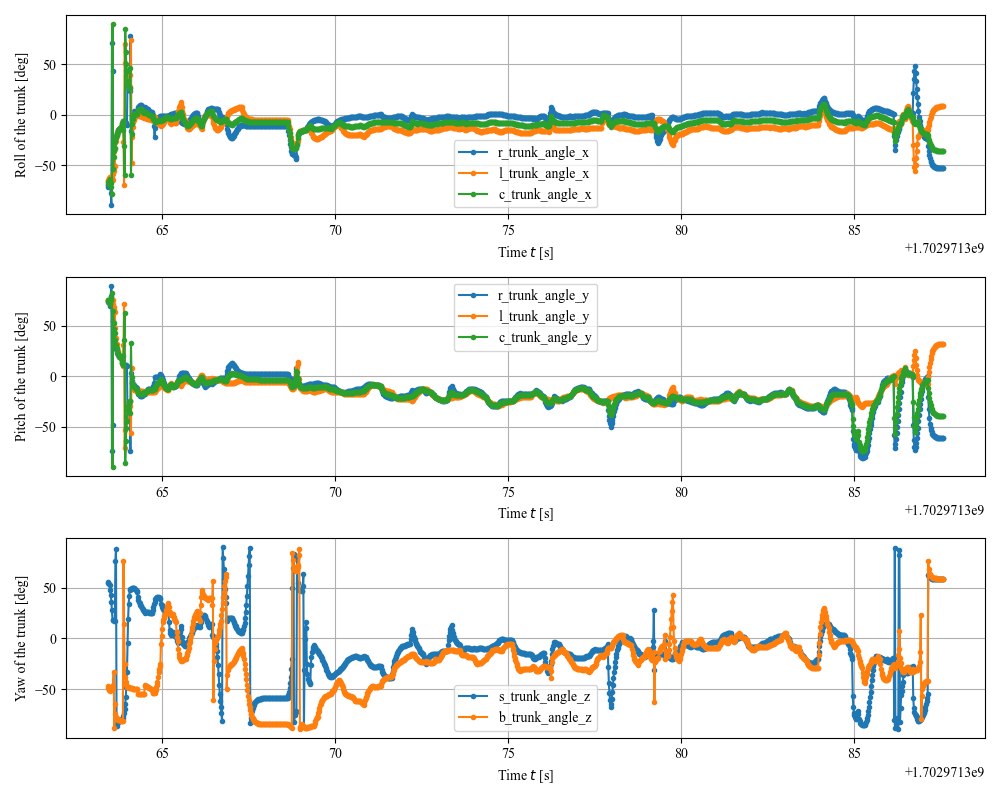 Roll of the trunk [deg]
50
0
−50
r_trunk_angle_x
l_trunk_angle_x
c_trunk_angle_x
65
70
75
80
85
Time t [s]
+1.7029713e9
Pitch of the trunk [deg]
50
0
−50
r_trunk_angle_y
l_trunk_angle_y
c_trunk_angle_y
65
70
75
80
85
Time t [s]
+1.7029713e9
Yaw of the trunk [deg]
50
0
−50
s_trunk_angle_z
b_trunk_angle_z
65
70
75
80
85
Time t [s]
+1.7029713e9